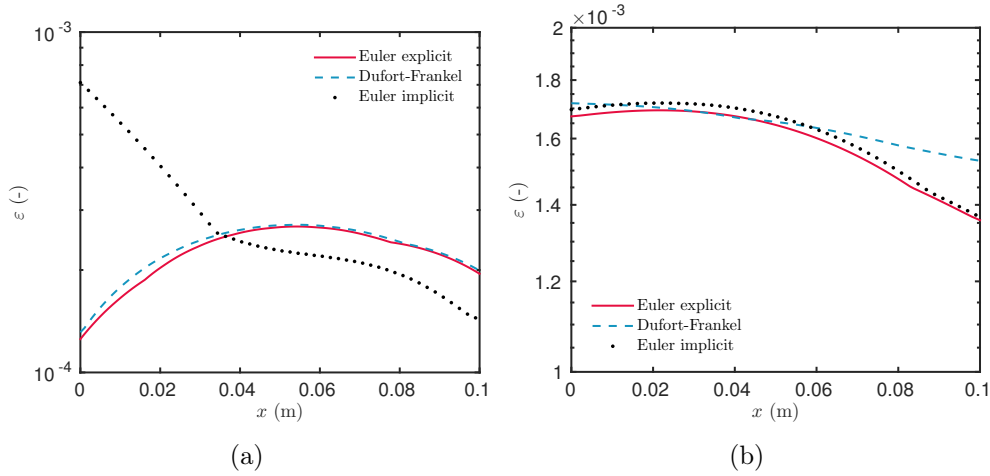 10^-3
Euler explicit
Dufort-Frankel
Euler implicit
ε (-)
10^-4
0 0.02 0.04 0.06 0.08 0.1
x (m)
(a)
2 ×10^-3
1.8
1.6
1.4
1.2
1
ε (-)
Euler explicit
Dufort-Frankel
Euler implicit
0 0.02 0.04 0.06 0.08 0.1
x (m)
(b)